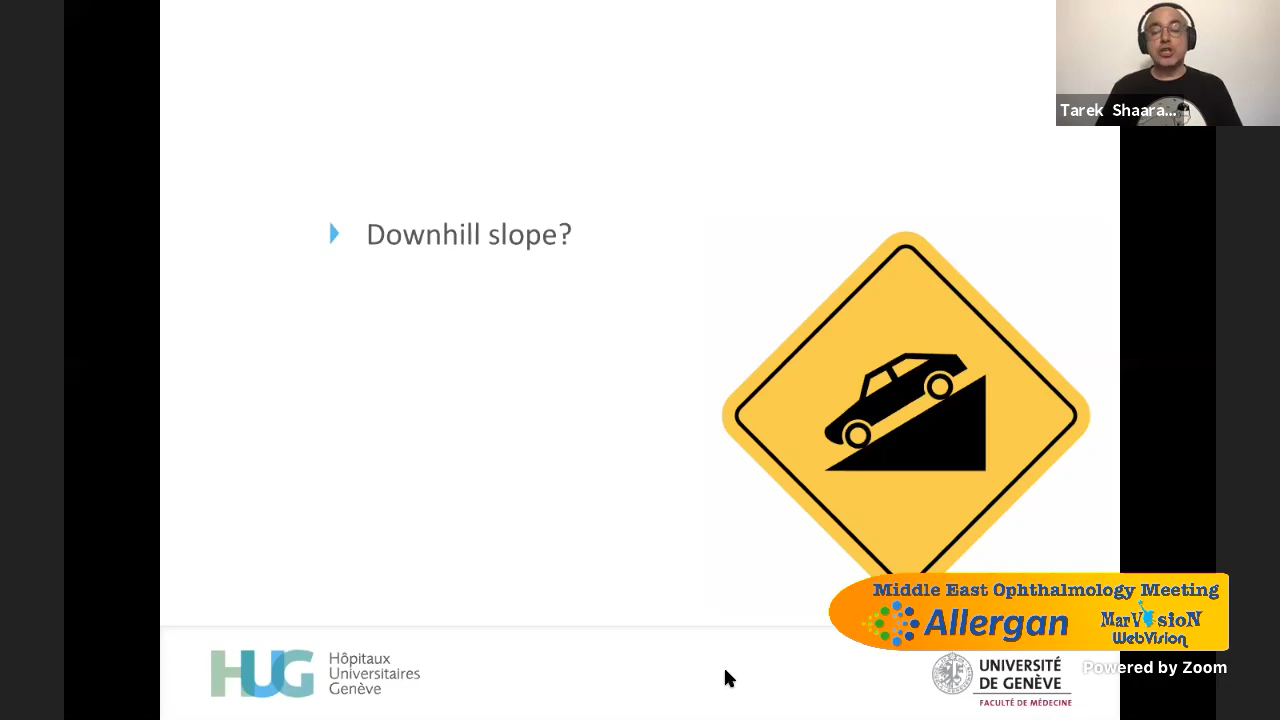 Tarek Shaara...
Downhill slope?
Middle East Ophthalmology Meeting
Allergan
MarVisioN
WebVision
Powered by Zoom
HUG
Hôpitaux
Universitaires
Genève
UNIVERSITÉ
DE GENÈVE
FACULTÉ DE MÉDECINE